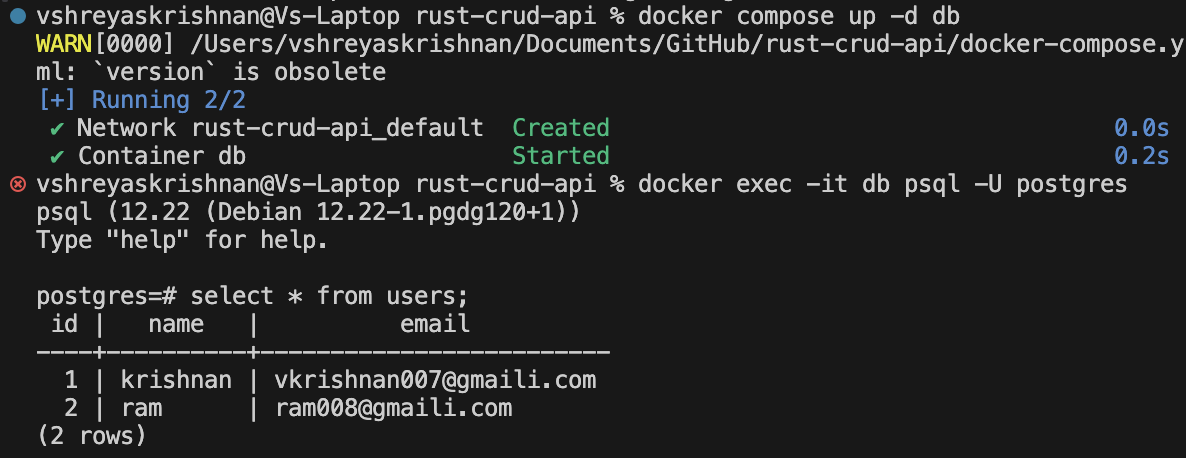 vshreyaskrishnan@Vs-Laptop rust-crud-api % docker compose up -d db
WARN[0000] /Users/vshreyaskrishnan/Documents/GitHub/rust-crud-api/docker-compose.y
ml: `version` is obsolete
[+] Running 2/2
✔ Network rust-crud-api_default  Created  0.0s
✔ Container db  Started  0.2s
vshreyaskrishnan@Vs-Laptop rust-crud-api % docker exec -it db psql -U postgres
psql (12.22 (Debian 12.22-1.pgdg120+1))
Type "help" for help.
postgres=# select * from users;
 id |   name   |         email
----+----------+-------------------------
  1 | krishnan | vkrishnan007@gmaili.com
  2 | ram      | ram008@gmaili.com
(2 rows)